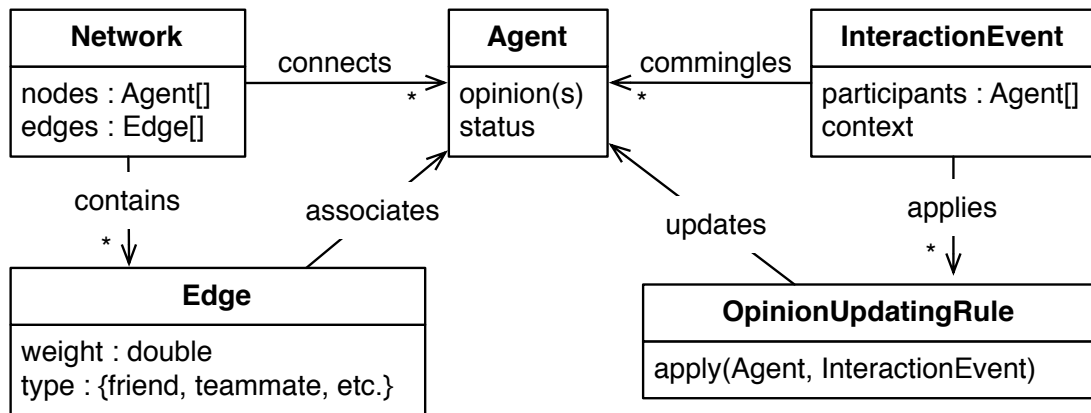 Network
nodes : Agent[]
edges : Edge[]
connects
*
Agent
opinion(s)
status
commingles
*
InteractionEvent
participants : Agent[]
context
contains
*
associates
updates
applies
*
Edge
weight : double
type : {friend, teammate, etc.}
OpinionUpdatingRule
apply(Agent, InteractionEvent)